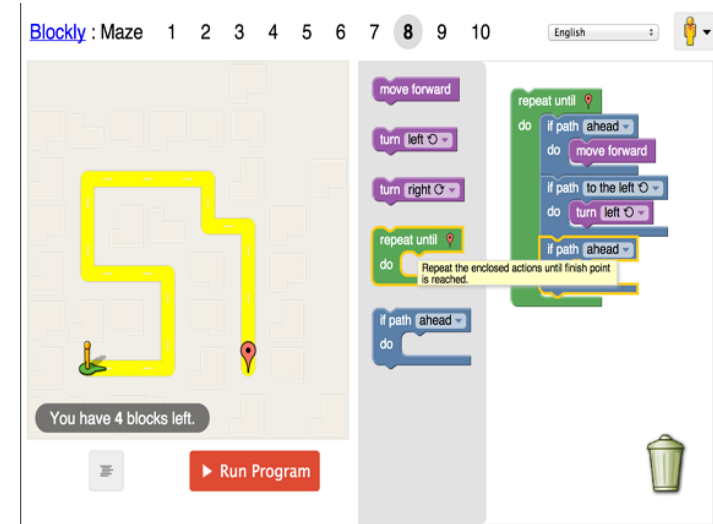 Blockly : Maze 1 2 3 4 5 6 7 8 9 10
English
You have 4 blocks left.
Run Program
move forward
turn left
turn right
repeat until
do
Repeat the enclosed actions until finish point
is reached.
if path ahead
do
repeat until
do
if path ahead
do move forward
if path to the left
do turn left
if path ahead